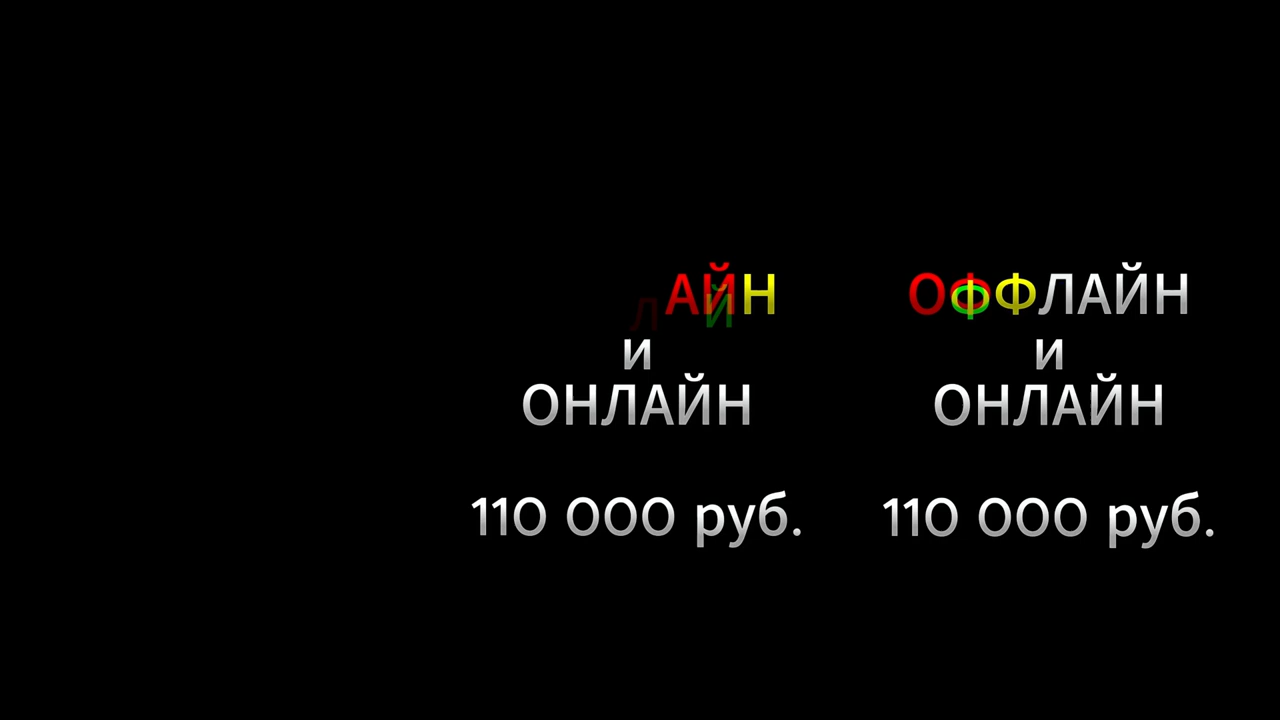 АЙН
и
ОНЛАЙН
110 000 руб.
ОФФЛАЙН
и
ОНЛАЙН
110 000 руб.